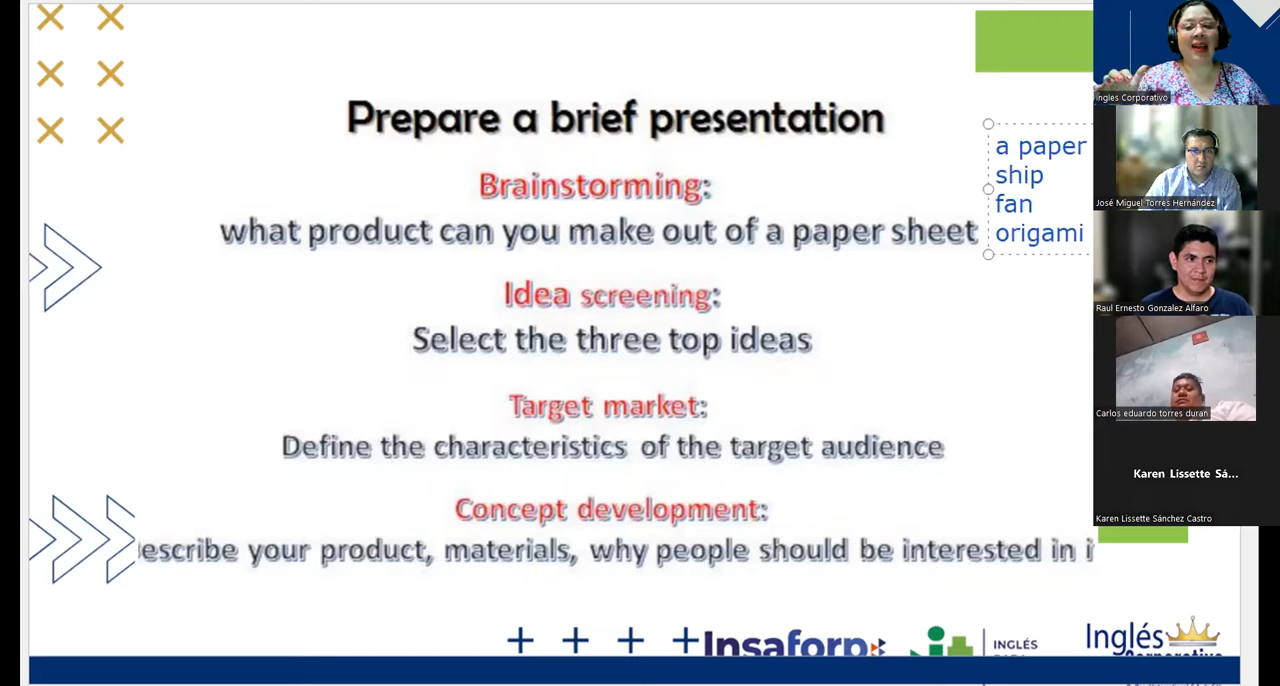 Prepare a brief presentation
Brainstorming:
what product can you make out of a paper sheet
Idea screening:
Select the three top ideas
Target market:
Define the characteristics of the target audience
Concept development:
escribe your product, materials, why people should be interested in i
a paper
ship
fan
origami
Ingles Corporativo
José Miguel Torres Hernández
Raul Ernesto Gonzalez Alfaro
Carlos eduardo torres duran
Karen Lissette Sá...
Karen Lissette Sánchez Castro
Insaforp
INGLÉS
Inglés
Corporativo